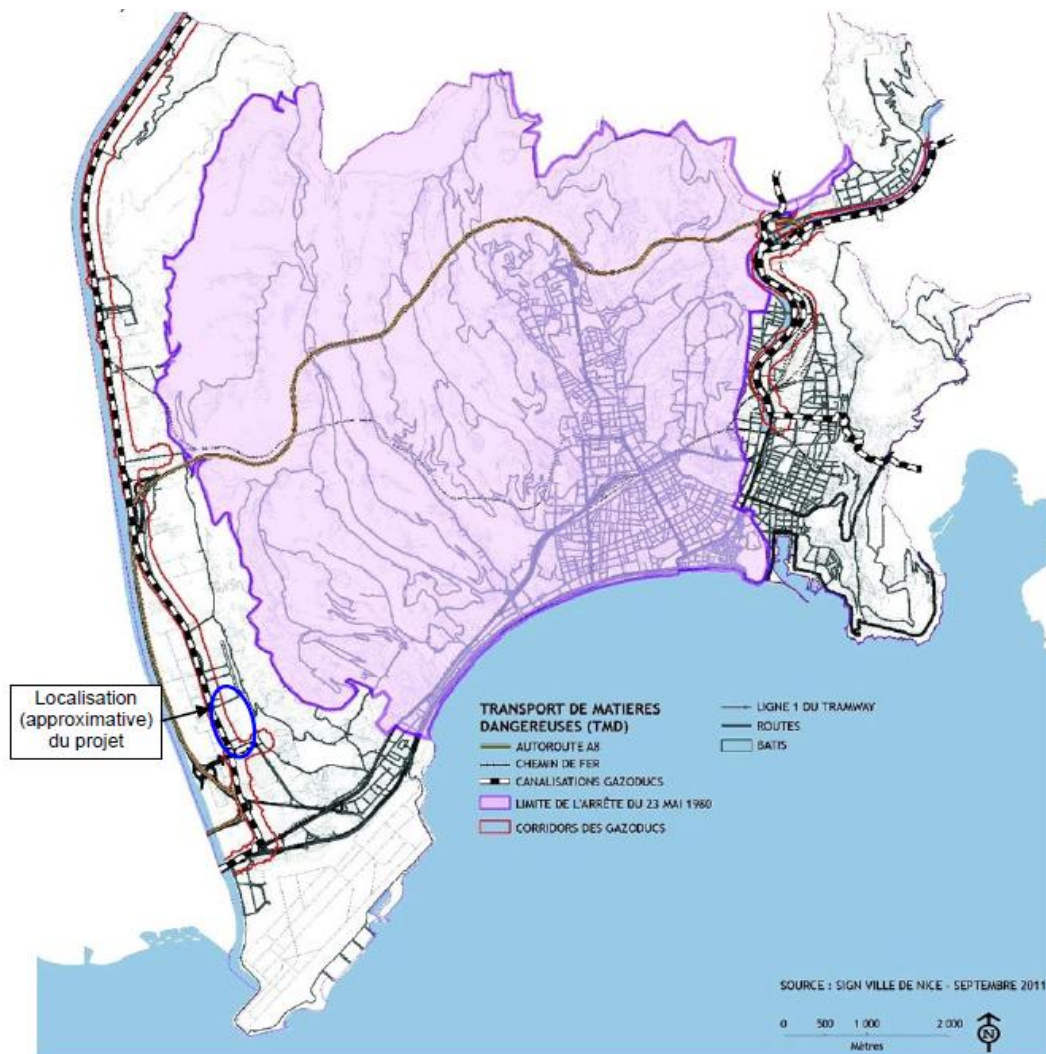 Localisation
(approximative)
du projet
TRANSPORT DE MATIERES
DANGEREUSES (TMD)
AUTOROUTE A8
CHEMIN DE FER
CANALISATIONS GAZODUCS
LIMITE DE L'ARRÊTE DU 23 MAI 1980
CORRIDORS DES GAZODUCS
LIGNE 1 DU TRAMWAY
ROUTES
BATIS
SOURCE : SIGN VILLE DE NICE - SEPTEMBRE 2011
0 500 1 000 2 000
Mètres
N